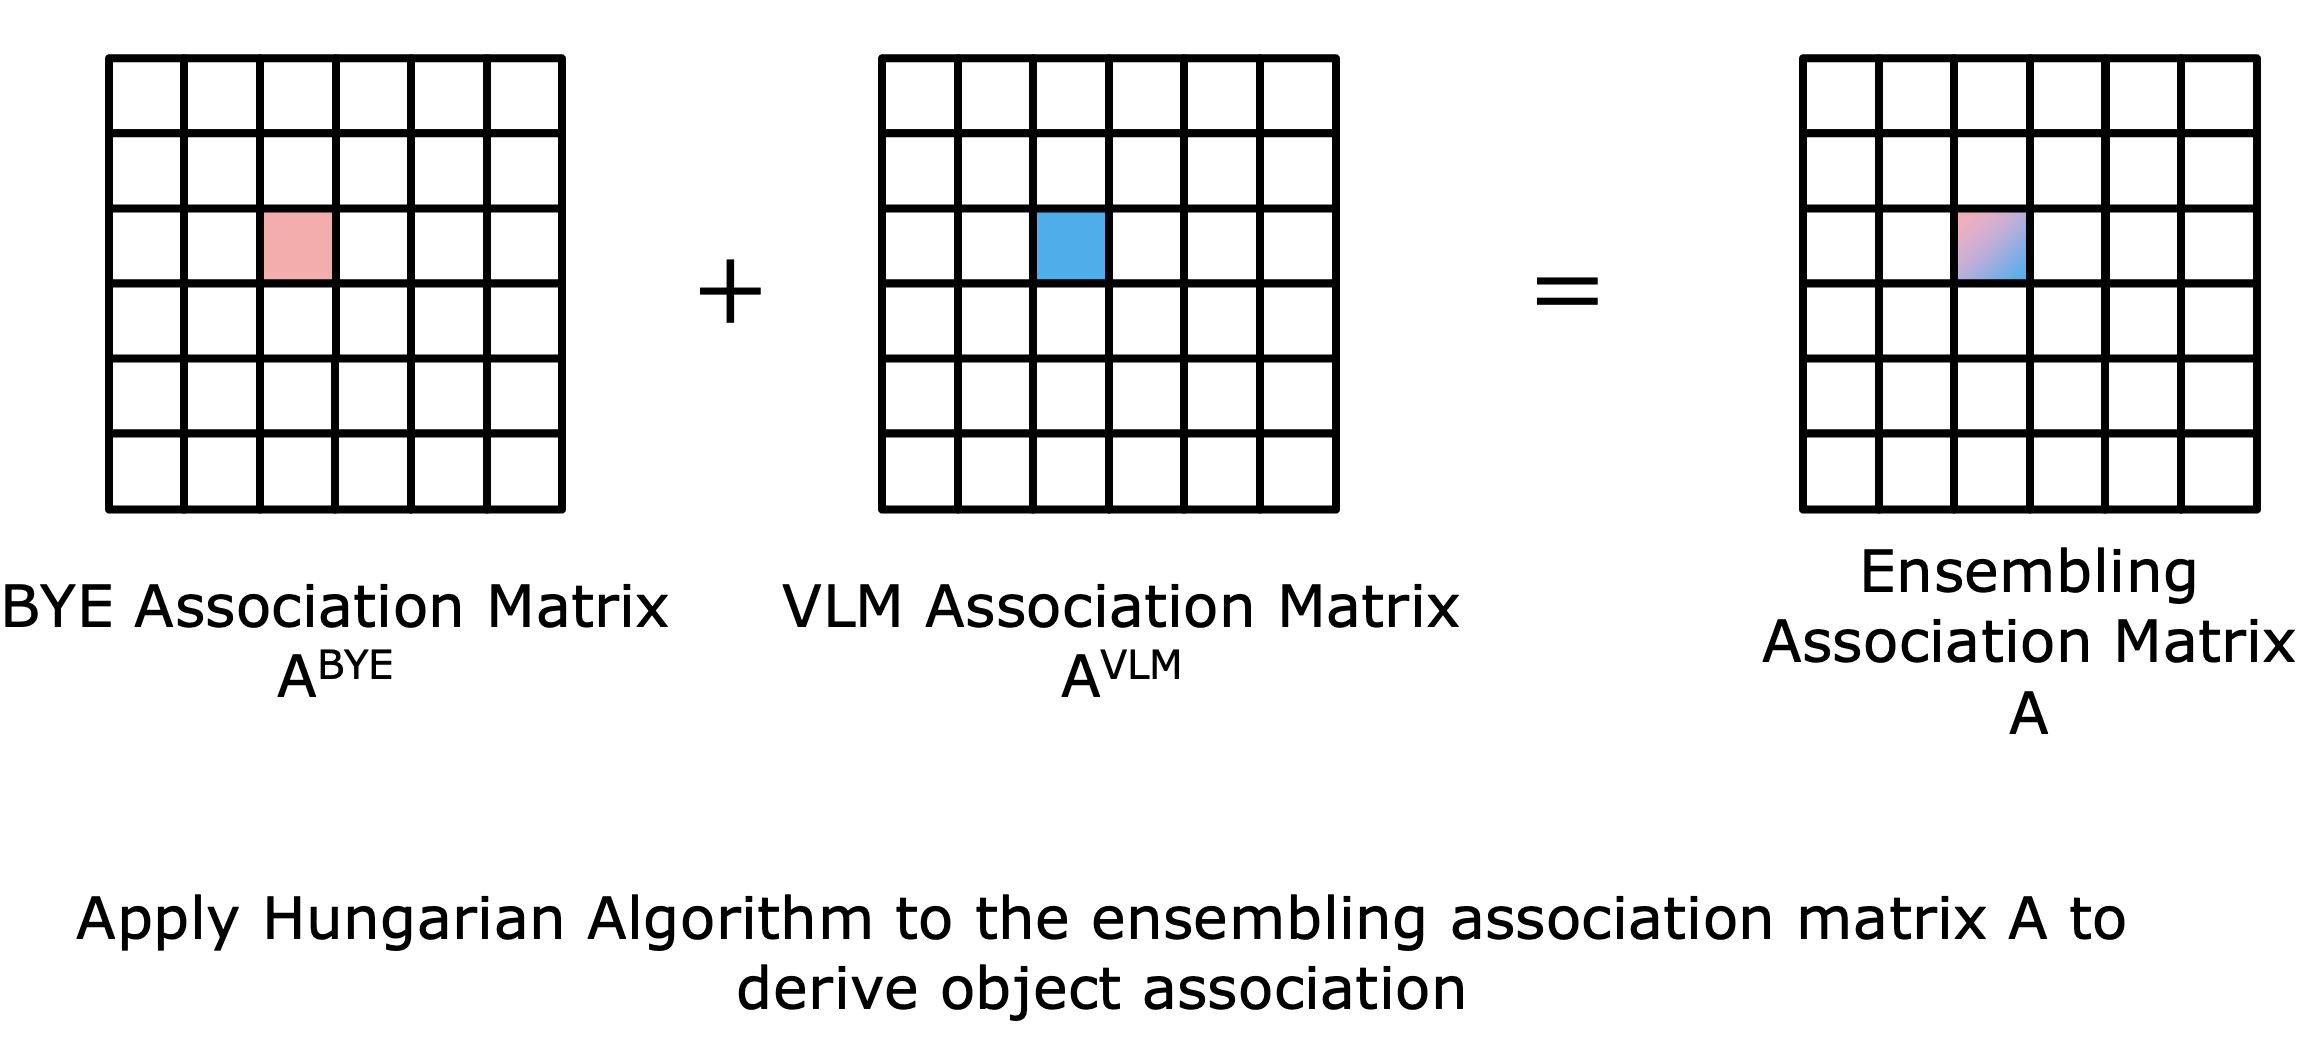 +
=
BYE Association Matrix
A^BYE
VLM Association Matrix
A^VLM
Ensembling
Association Matrix
A
Apply Hungarian Algorithm to the ensembling association matrix A to
derive object association